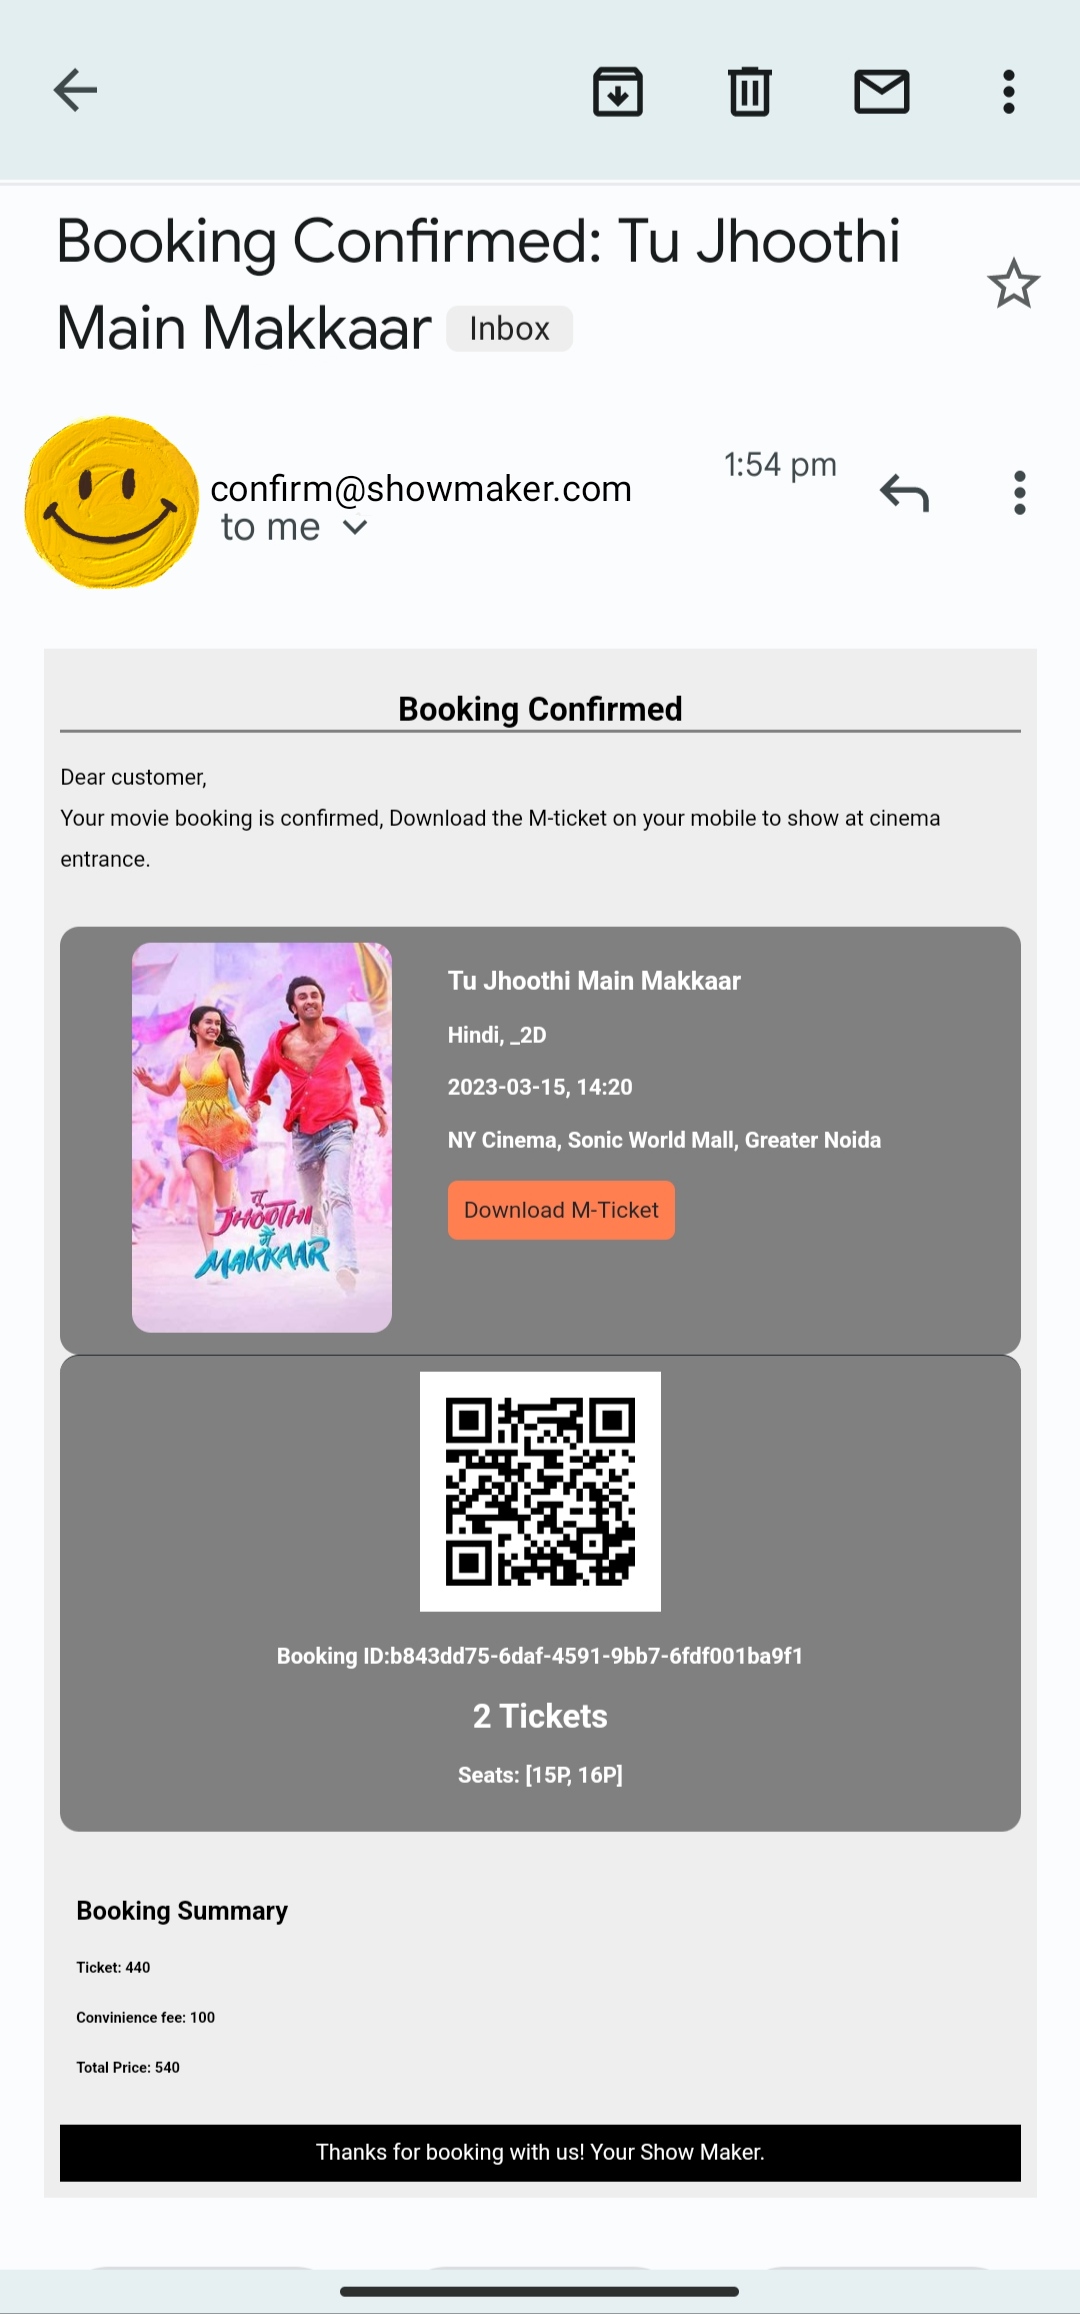 Booking Confirmed: Tu Jhoothi
Main Makkaar Inbox
1:54 pm
confirm@showmaker.com
to me
Booking Confirmed
Dear customer,
Your movie booking is confirmed, Download the M-ticket on your mobile to show at cinema
entrance.
तू
JHOOTHI
मैं
MAKKAAR
Tu Jhoothi Main Makkaar
Hindi, _2D
2023-03-15, 14:20
NY Cinema, Sonic World Mall, Greater Noida
Download M-Ticket
Booking ID:b843dd75-6daf-4591-9bb7-6fdf001ba9f1
2 Tickets
Seats: [15P, 16P]
Booking Summary
Ticket: 440
Convinience fee: 100
Total Price: 540
Thanks for booking with us! Your Show Maker.